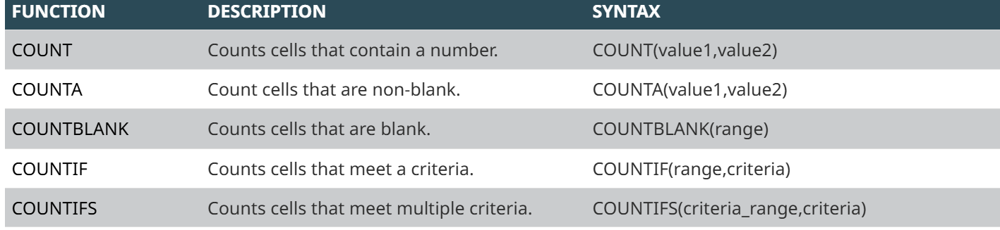 FUNCTION DESCRIPTION SYNTAX
COUNT Counts cells that contain a number. COUNT(value1,value2)
COUNTA Count cells that are non-blank. COUNTA(value1,value2)
COUNTBLANK Counts cells that are blank. COUNTBLANK(range)
COUNTIF Counts cells that meet a criteria. COUNTIF(range,criteria)
COUNTIFS Counts cells that meet multiple criteria. COUNTIFS(criteria_range,criteria)